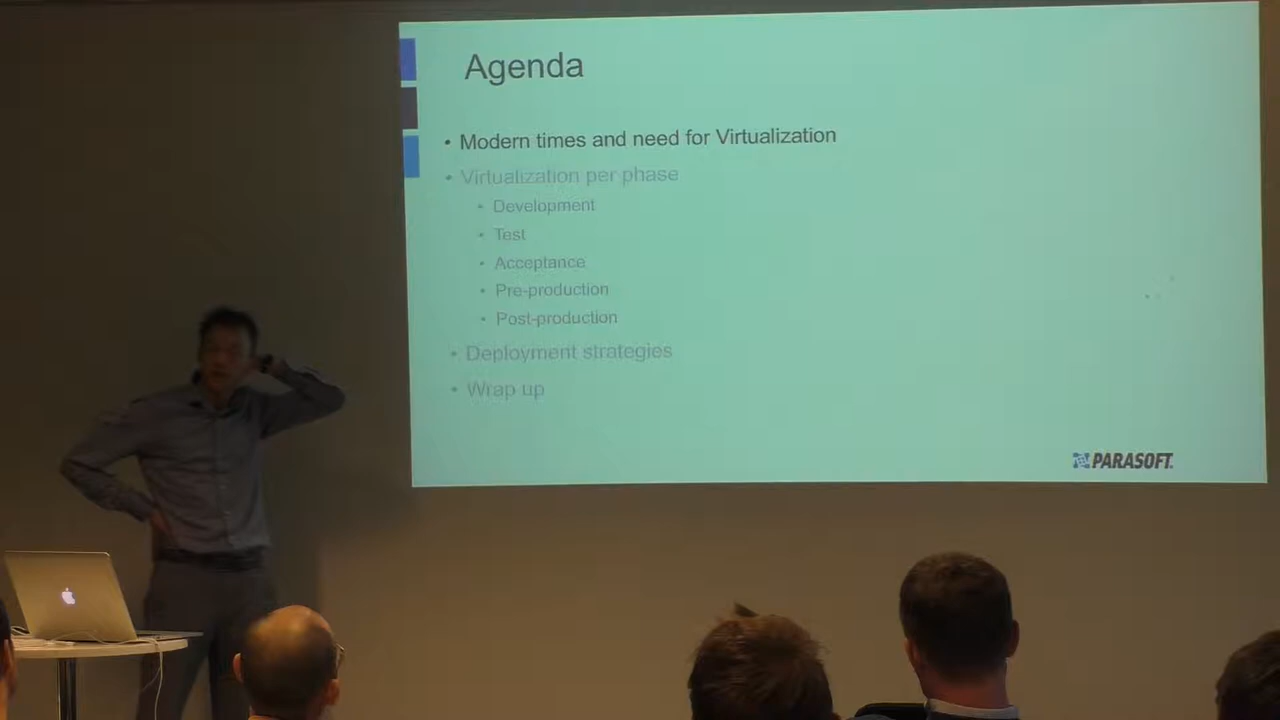 Agenda
• Modern times and need for Virtualization
• Virtualization per phase
• Development
• Test
• Acceptance
• Pre-production
• Post-production
• Deployment strategies
• Wrap up
PARASOFT